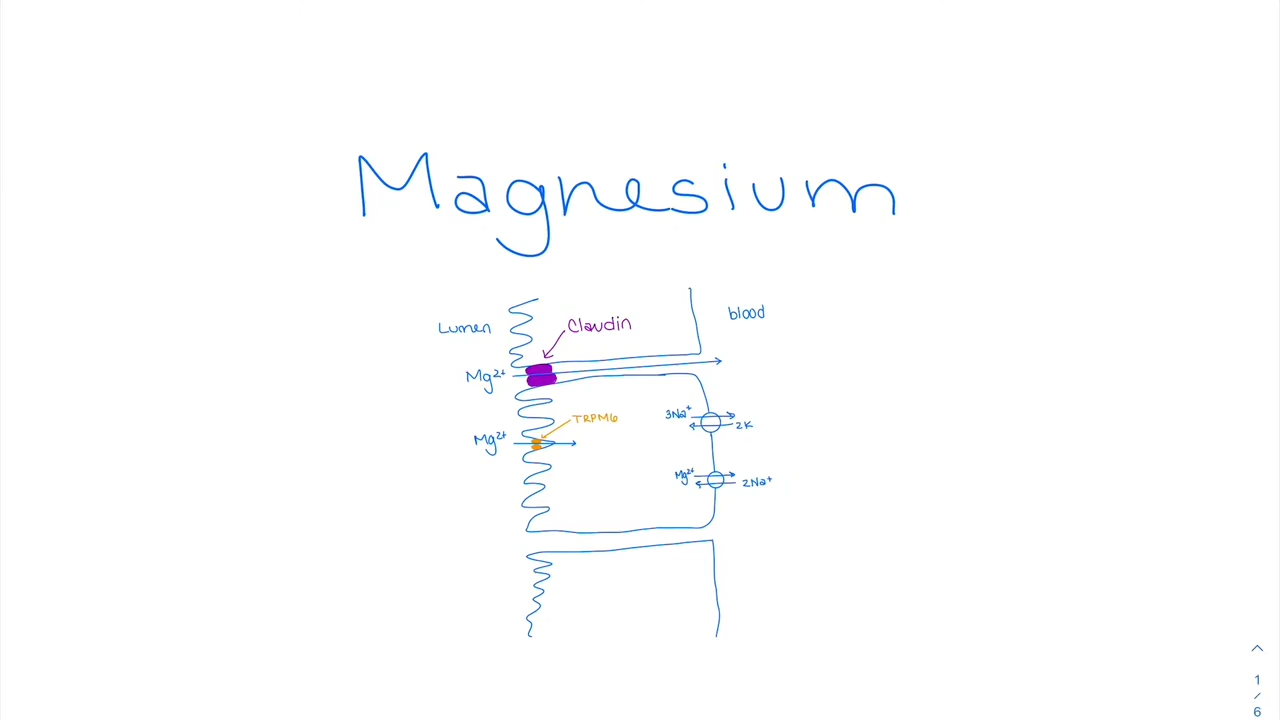 Magnesium
Lumen
Claudin
blood
Mg²⁺
Mg²⁺
TRPM6
3Na⁺
2K
Mg²⁺
2Na⁺
1
/
6